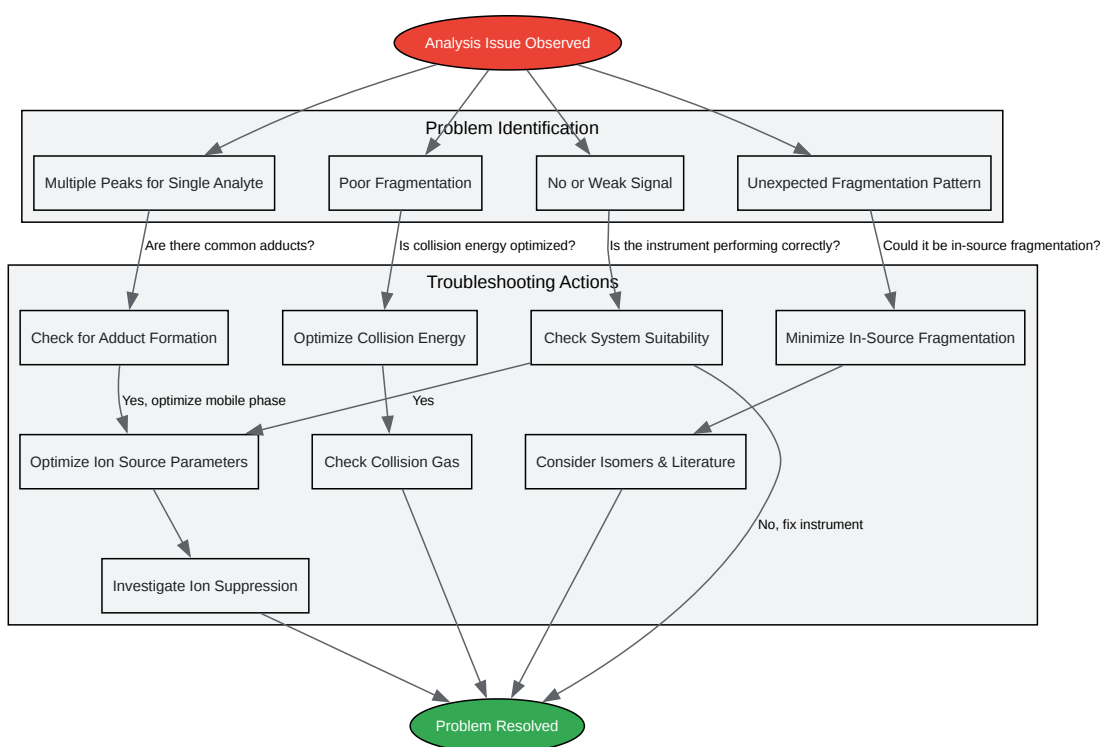 Analysis Issue Observed
Problem Identification
Multiple Peaks for Single Analyte
Poor Fragmentation
No or Weak Signal
Unexpected Fragmentation Pattern
Are there common adducts?
Is collision energy optimized?
Is the instrument performing correctly?
Could it be in-source fragmentation?
Troubleshooting Actions
Check for Adduct Formation
Optimize Collision Energy
Check System Suitability
Minimize In-Source Fragmentation
Yes, optimize mobile phase
Yes
Optimize Ion Source Parameters
Check Collision Gas
Consider Isomers & Literature
No, fix instrument
Investigate Ion Suppression
Problem Resolved